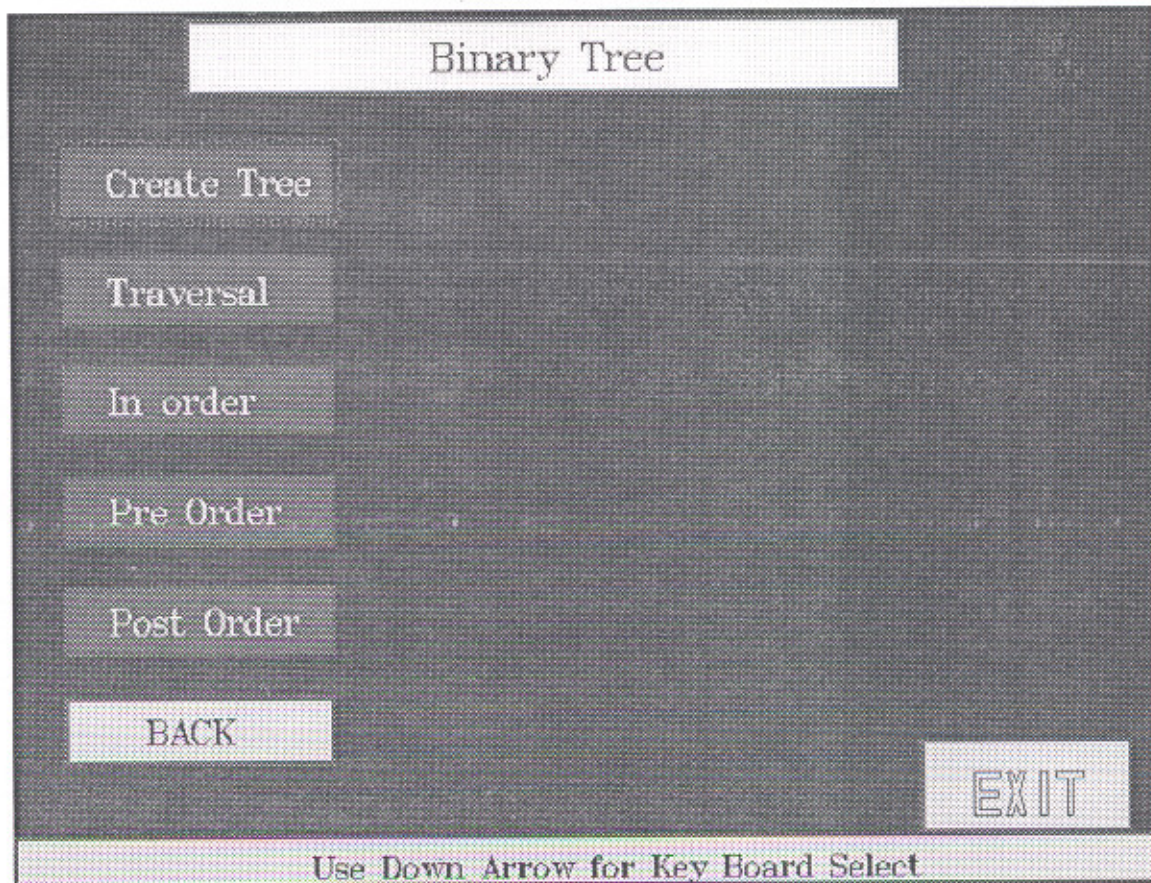 Binary Tree
Create Tree
Traversal
In order
Pre Order
Post Order
BACK
EXIT
Use Down Arrow for Key Board Select